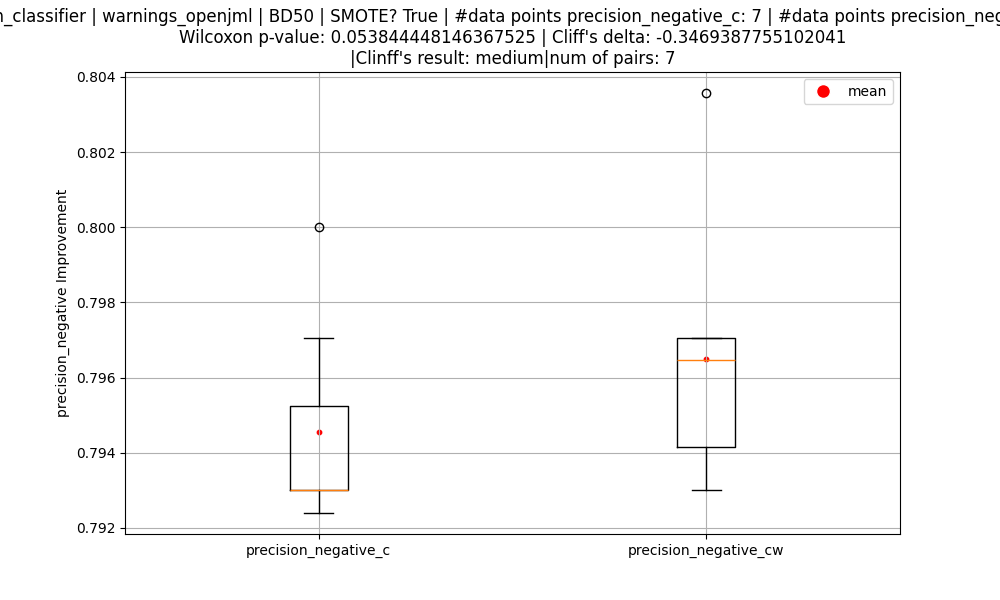 _classifier | warnings_openjml | BD50 | SMOTE? True | #data points precision_negative_c: 7 | #data points precision_neg
Wilcoxon p-value: 0.053844448146367525 | Cliff's delta: -0.3469387755102041
|Clinff's result: medium|num of pairs: 7
mean
0.804
0.802
0.800
0.798
0.796
0.794
0.792
precision_negative Improvement
precision_negative_c
precision_negative_cw